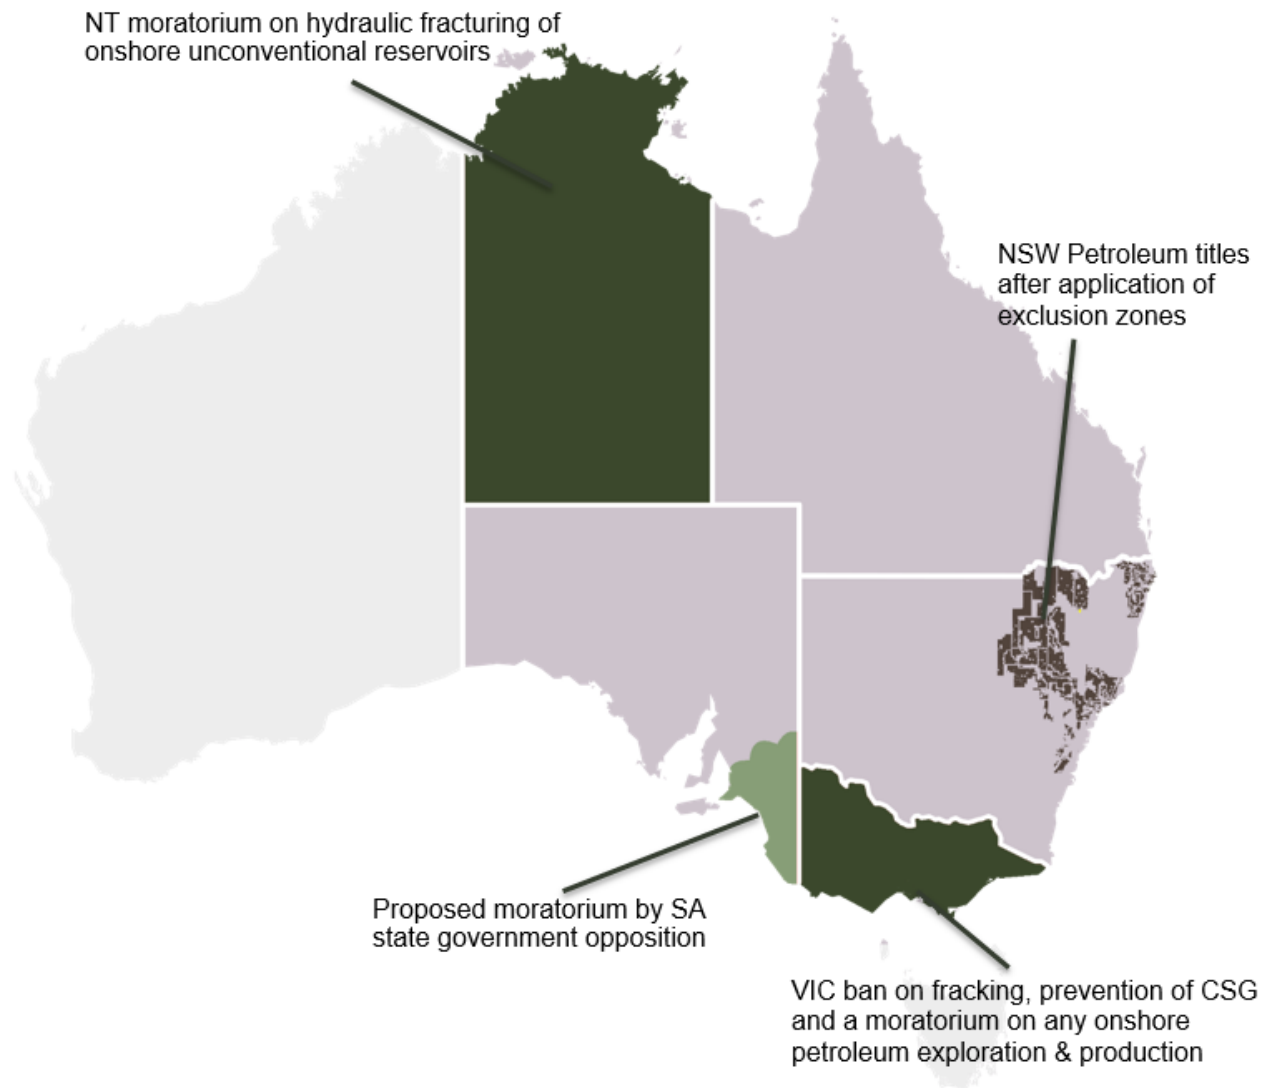 NT moratorium on hydraulic fracturing of
onshore unconventional reservoirs
NSW Petroleum titles
after application of
exclusion zones
Proposed moratorium by SA
state government opposition
VIC ban on fracking, prevention of CSG
and a moratorium on any onshore
petroleum exploration & production